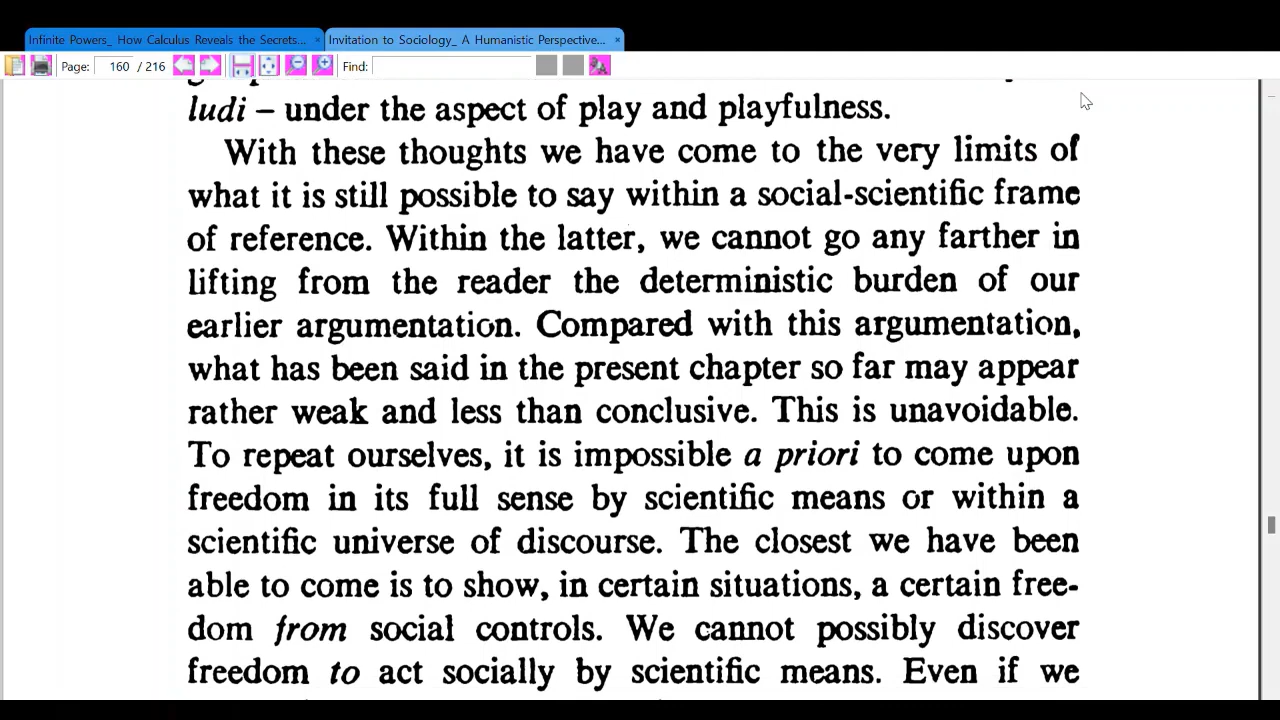 Infinite Powers_ How Calculus Reveals the Secrets...
Invitation to Sociology_ A Humanistic Perspective...
Page: 160 / 216 Find:
ludi – under the aspect of play and playfulness.
With these thoughts we have come to the very limits of
what it is still possible to say within a social-scientific frame
of reference. Within the latter, we cannot go any farther in
lifting from the reader the deterministic burden of our
earlier argumentation. Compared with this argumentation,
what has been said in the present chapter so far may appear
rather weak and less than conclusive. This is unavoidable.
To repeat ourselves, it is impossible a priori to come upon
freedom in its full sense by scientific means or within a
scientific universe of discourse. The closest we have been
able to come is to show, in certain situations, a certain free-
dom from social controls. We cannot possibly discover
freedom to act socially by scientific means. Even if we